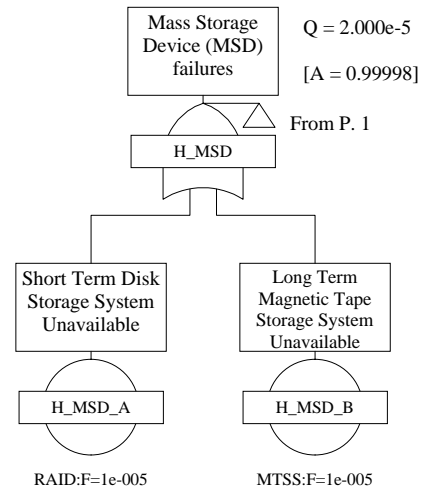 Mass Storage
Device (MSD)
failures
Q = 2.000e-5
[A = 0.99998]
From P. 1
H_MSD
Short Term Disk
Storage System
Unavailable
Long Term
Magnetic Tape
Storage System
Unavailable
H_MSD_A
H_MSD_B
RAID:F=1e-005
MTSS:F=1e-005